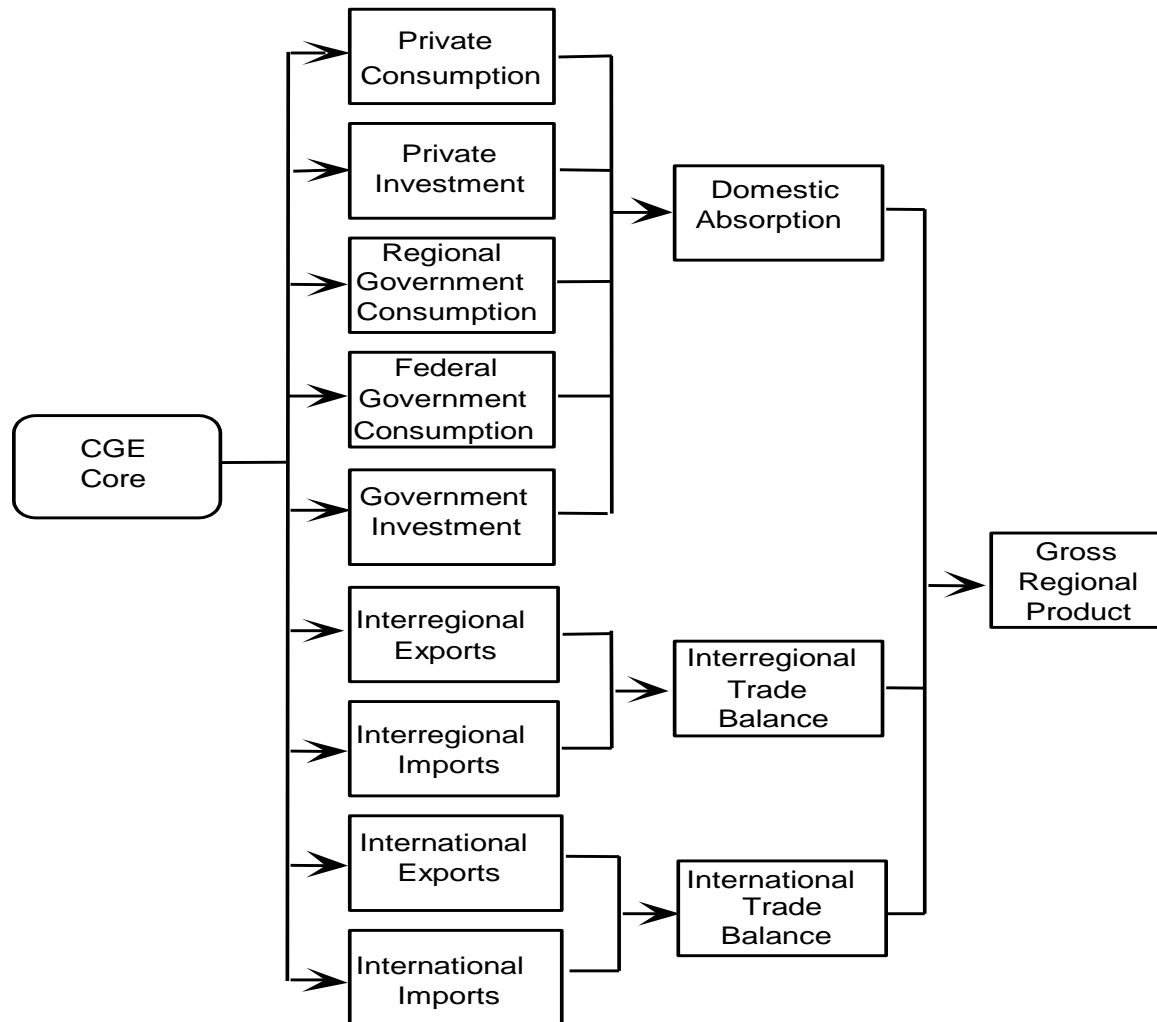 Private
Consumption
Private
Investment
Domestic
Absorption
Regional
Government
Consumption
Federal
Government
Consumption
CGE
Core
Government
Investment
Gross
Regional
Product
Interregional
Exports
Interregional
Trade
Balance
Interregional
Imports
International
Exports
International
Trade
Balance
International
Imports